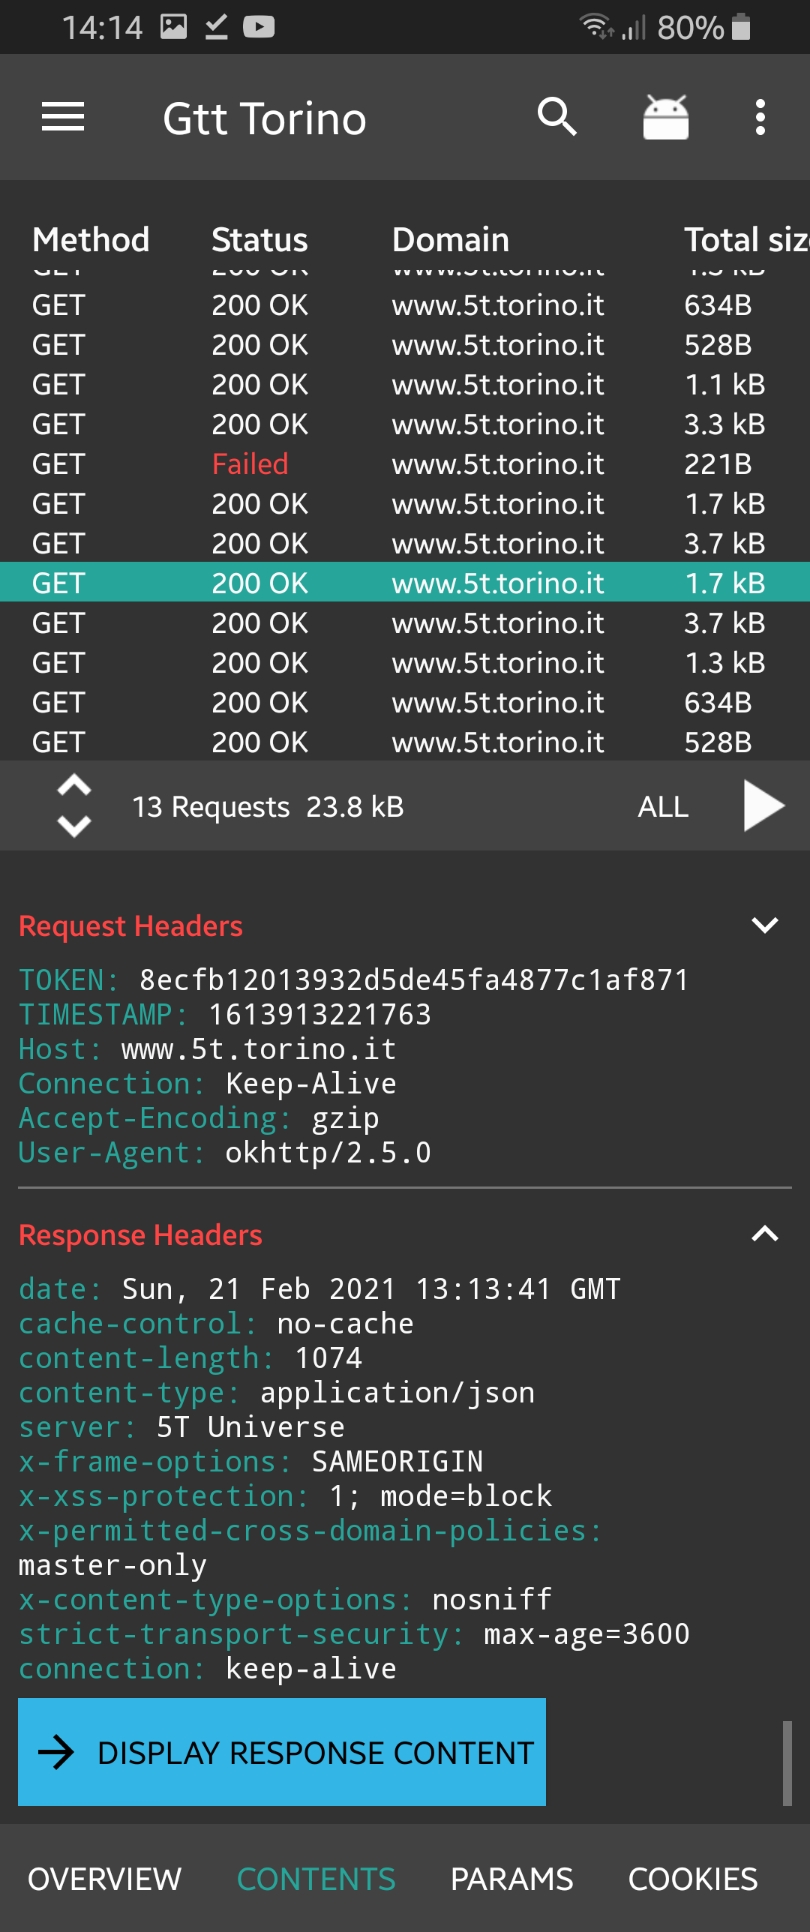 14:14 80%
Gtt Torino
Method Status Domain Total siz
GET 200 OK www.5t.torino.it 1.3 kB
GET 200 OK www.5t.torino.it 634B
GET 200 OK www.5t.torino.it 528B
GET 200 OK www.5t.torino.it 1.1 kB
GET 200 OK www.5t.torino.it 3.3 kB
GET Failed www.5t.torino.it 221B
GET 200 OK www.5t.torino.it 1.7 kB
GET 200 OK www.5t.torino.it 3.7 kB
GET 200 OK www.5t.torino.it 1.7 kB
GET 200 OK www.5t.torino.it 3.7 kB
GET 200 OK www.5t.torino.it 1.3 kB
GET 200 OK www.5t.torino.it 634B
GET 200 OK www.5t.torino.it 528B
13 Requests 23.8 kB ALL
Request Headers
TOKEN: 8ecfb12013932d5de45fa4877c1af871
TIMESTAMP: 1613913221763
Host: www.5t.torino.it
Connection: Keep-Alive
Accept-Encoding: gzip
User-Agent: okhttp/2.5.0
Response Headers
date: Sun, 21 Feb 2021 13:13:41 GMT
cache-control: no-cache
content-length: 1074
content-type: application/json
server: 5T Universe
x-frame-options: SAMEORIGIN
x-xss-protection: 1; mode=block
x-permitted-cross-domain-policies:
master-only
x-content-type-options: nosniff
strict-transport-security: max-age=3600
connection: keep-alive
DISPLAY RESPONSE CONTENT
OVERVIEW CONTENTS PARAMS COOKIES